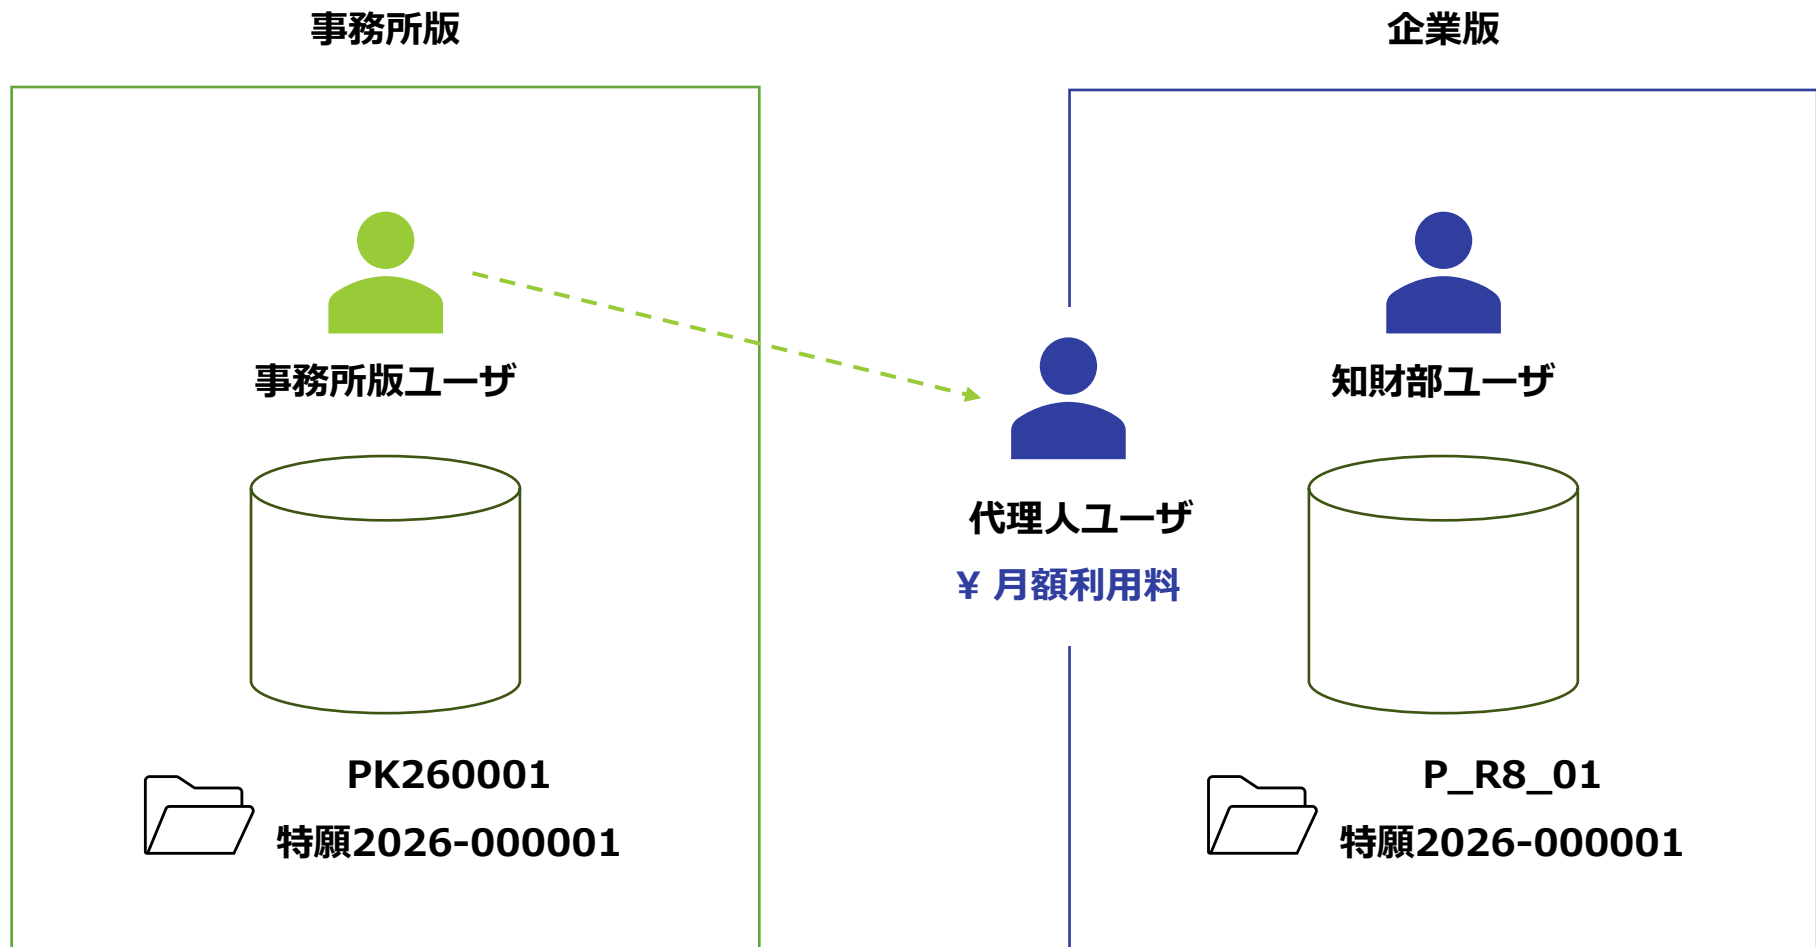 事務所版
企業版
事務所版ユーザ
知財部ユーザ
代理人ユーザ
¥ 月額利用料
PK260001
特願2026-000001
P_R8_01
特願2026-000001